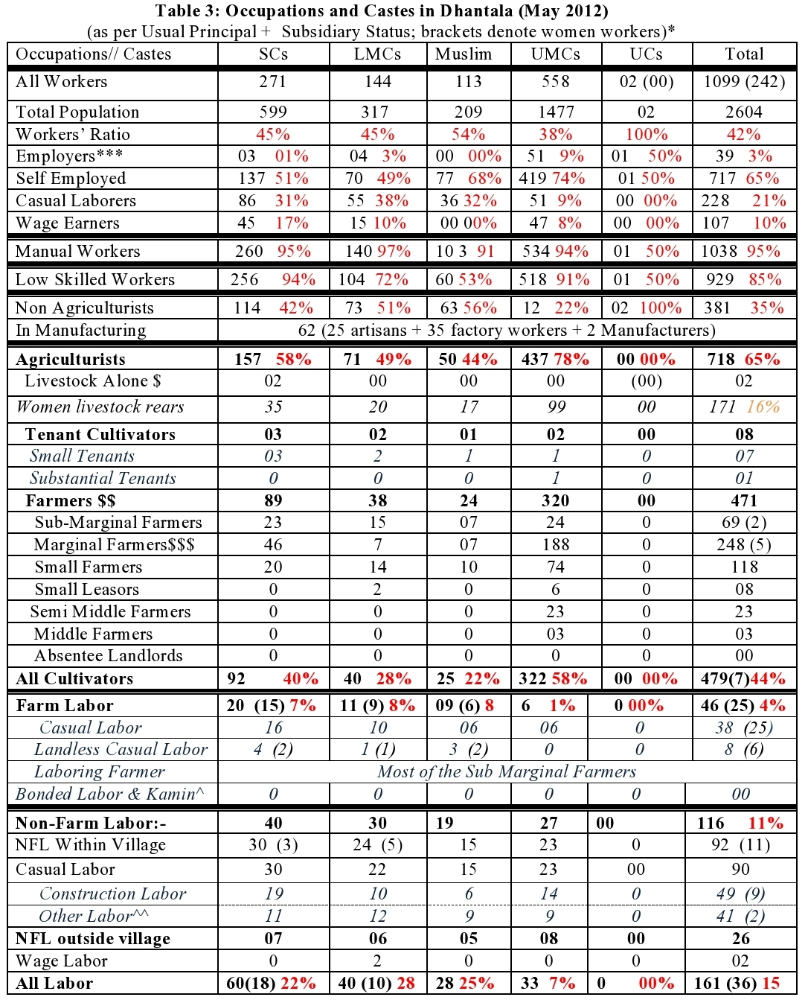 Table 3: Occupations and Castes in Dhantala (May 2012)
(as per Usual Principal + Subsidiary Status; brackets denote women workers)*
Occupations// Castes SCs LMCs Muslim UMCs UCs Total
All Workers 271 144 113 558 02 (00) 1099 (242)
Total Population 599 317 209 1477 02 2604
Workers’ Ratio 45% 45% 54% 38% 100% 42%
Employers*** 03 01% 04 3% 00 00% 51 9% 01 50% 39 3%
Self Employed 137 51% 70 49% 77 68% 419 74% 01 50% 717 65%
Casual Laborers 86 31% 55 38% 36 32% 51 9% 00 00% 228 21%
Wage Earners 45 17% 15 10% 00 00% 47 8% 00 00% 107 10%
Manual Workers 260 95% 140 97% 10 3 91 534 94% 01 50% 1038 95%
Low Skilled Workers 256 94% 104 72% 60 53% 518 91% 01 50% 929 85%
Non Agriculturists 114 42% 73 51% 63 56% 12 22% 02 100% 381 35%
In Manufacturing 62 (25 artisans + 35 factory workers + 2 Manufacturers)
Agriculturists 157 58% 71 49% 50 44% 437 78% 00 00% 718 65%
Livestock Alone $ 02 00 00 00 (00) 02
Women livestock rears 35 20 17 99 00 171 16%
Tenant Cultivators 03 02 01 02 00 08
Small Tenants 03 2 1 1 0 07
Substantial Tenants 0 0 0 1 0 01
Farmers $$ 89 38 24 320 00 471
Sub-Marginal Farmers 23 15 07 24 0 69 (2)
Marginal Farmers$$$ 46 7 07 188 0 248 (5)
Small Farmers 20 14 10 74 0 118
Small Leasors 0 2 0 6 0 08
Semi Middle Farmers 0 0 0 23 0 23
Middle Farmers 0 0 0 03 0 03
Absentee Landlords 0 0 0 0 0 00
All Cultivators 92 40% 40 28% 25 22% 322 58% 00 00% 479(7)44%
Farm Labor 20 (15) 7% 11 (9) 8% 09 (6) 8 6 1% 0 00% 46 (25) 4%
Casual Labor 16 10 06 06 0 38 (25)
Landless Casual Labor 4 (2) 1 (1) 3 (2) 0 0 8 (6)
Laboring Farmer Most of the Sub Marginal Farmers
Bonded Labor & Kamin^ 0 0 0 0 0 00
Non-Farm Labor:- 40 30 19 27 00 116 11%
NFL Within Village 30 (3) 24 (5) 15 23 0 92 (11)
Casual Labor 30 22 15 23 00 90
Construction Labor 19 10 6 14 0 49 (9)
Other Labor^^ 11 12 9 9 0 41 (2)
NFL outside village 07 06 05 08 00 26
Wage Labor 0 2 0 0 0 02
All Labor 60(18) 22% 40 (10) 28 28 25% 33 7% 0 00% 161 (36) 15